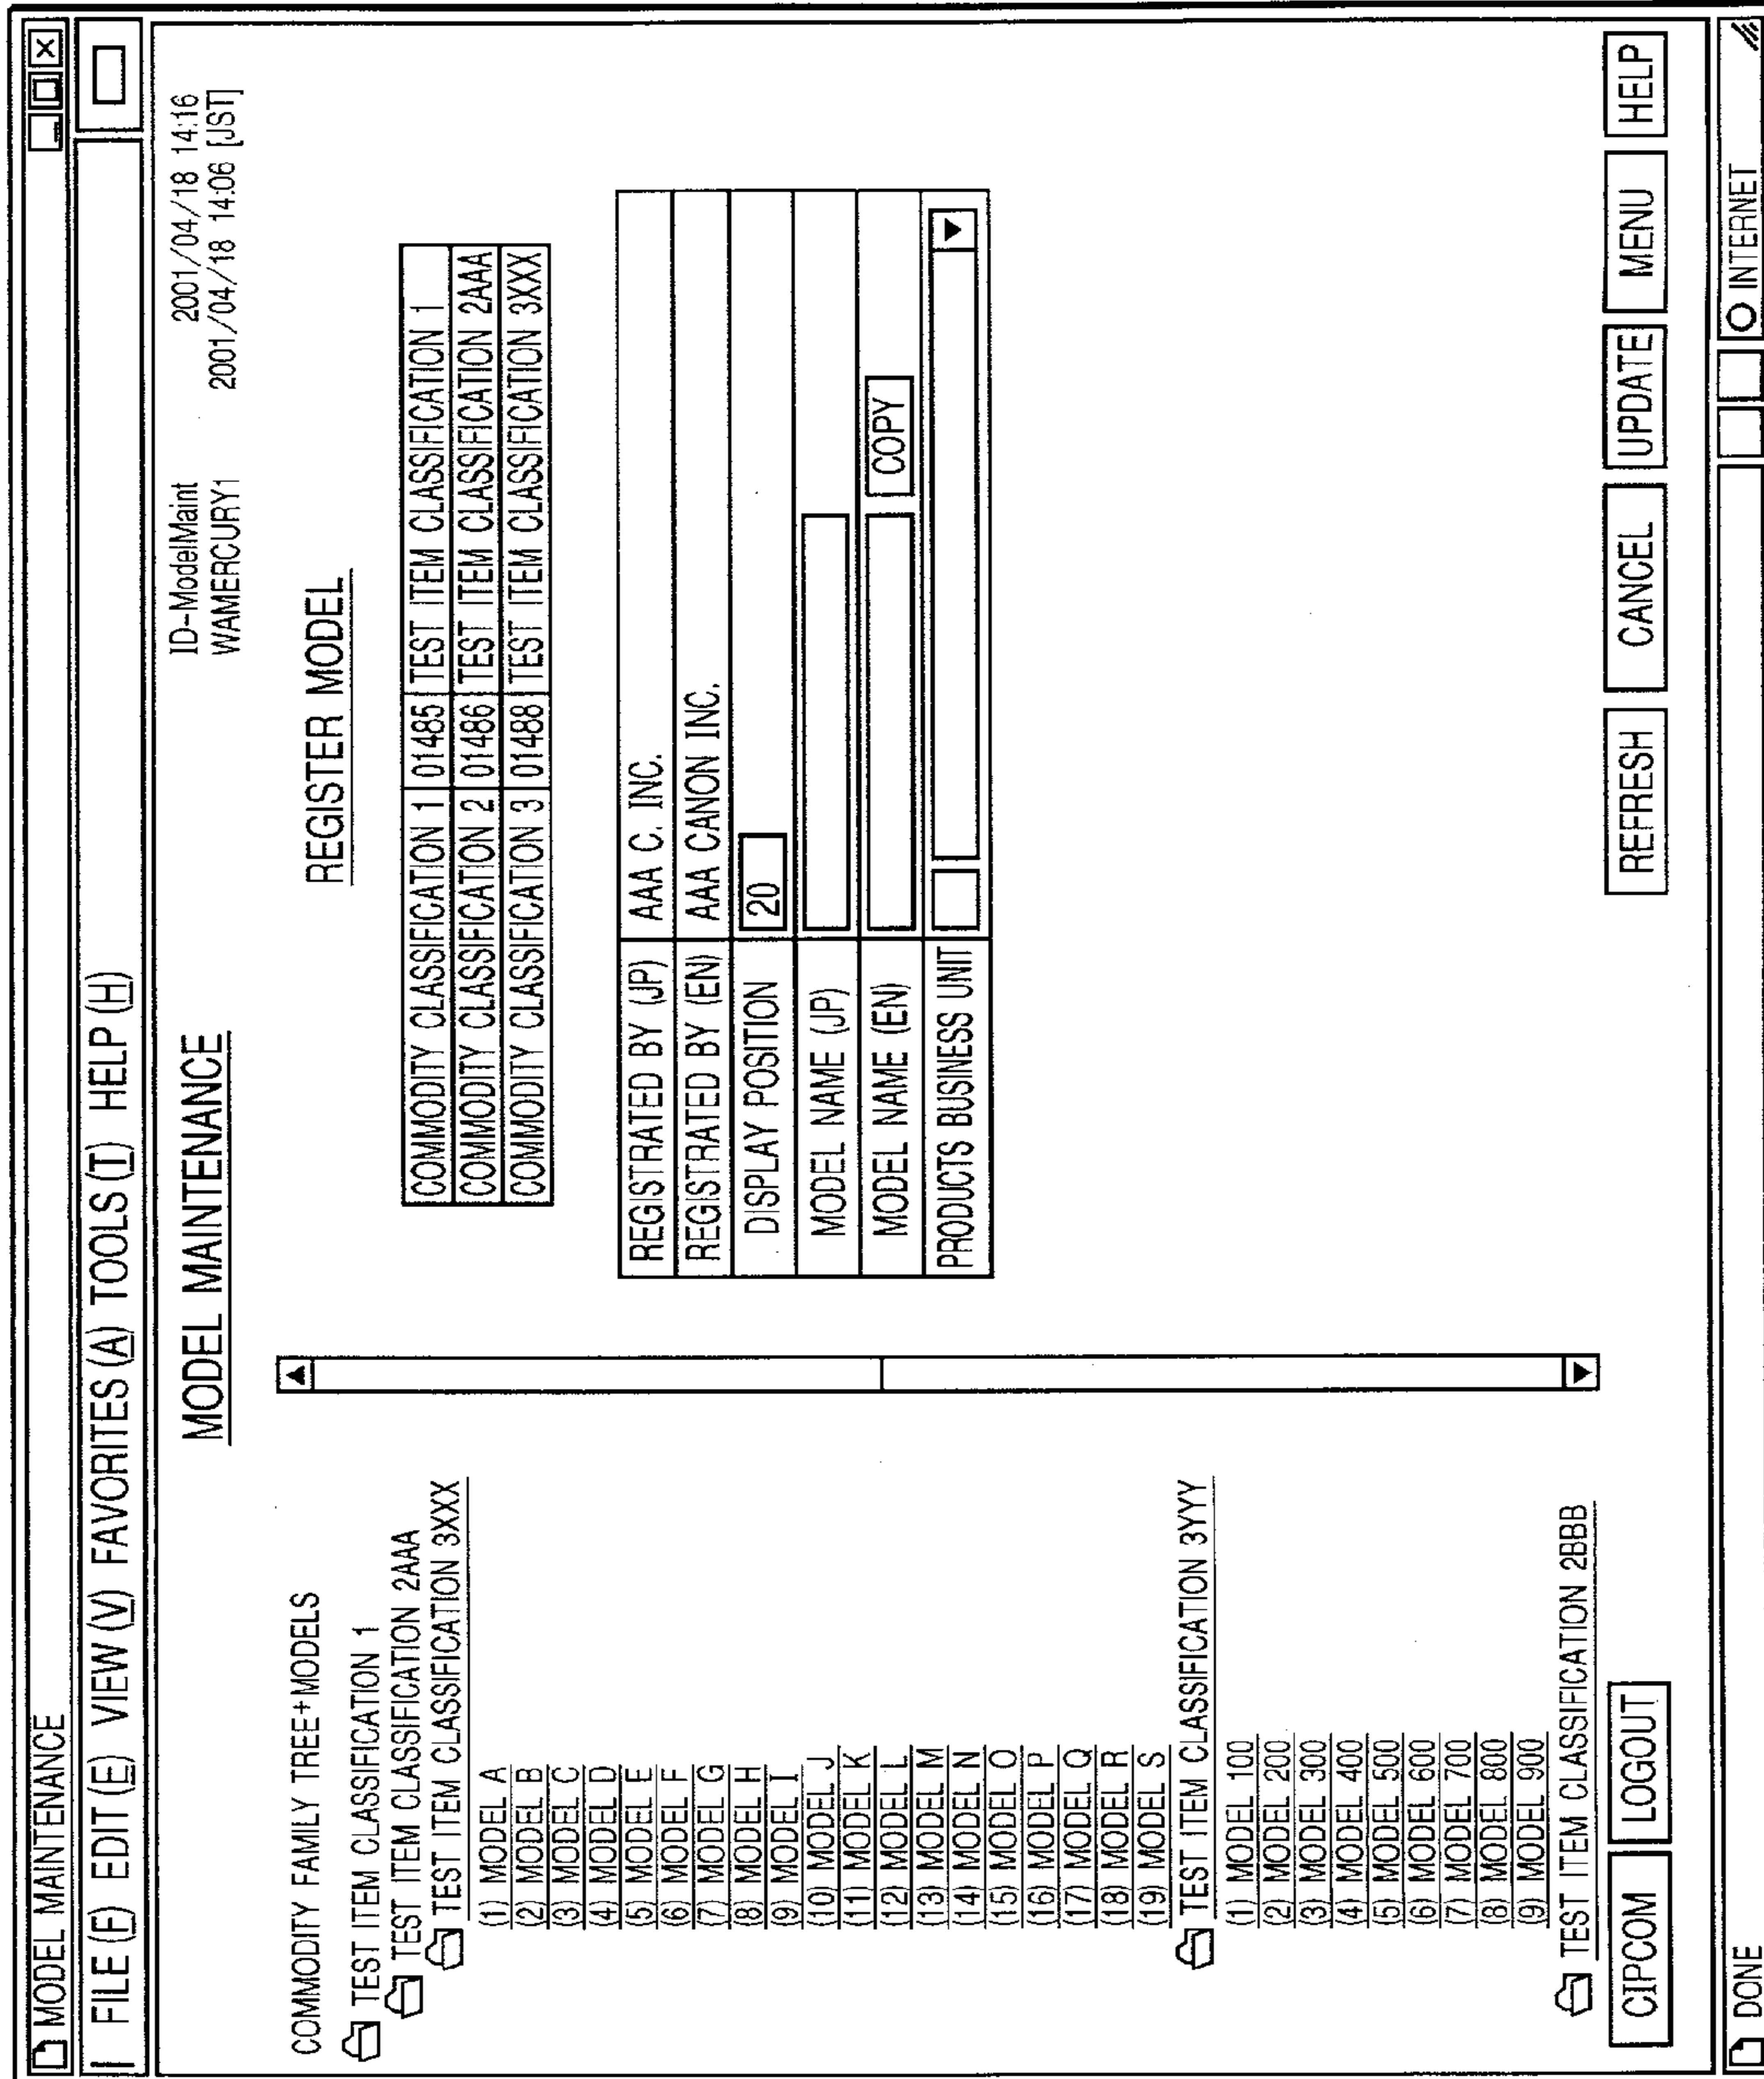 MODEL MAINTENANCE
FILE (F) EDIT (E) VIEW (V) FAVORITES (A) TOOLS (T) HELP (H)
MODEL MAINTENANCE
ID-ModelMaint 2001/04/18 14:16
WAMERCURY1 2001/04/18 14:06 [JST]
COMMODITY FAMILY TREE+MODELS
TEST ITEM CLASSIFICATION 1
TEST ITEM CLASSIFICATION 2AAA
TEST ITEM CLASSIFICATION 3XXX
(1) MODEL A
(2) MODEL B
(3) MODEL C
(4) MODEL D
(5) MODEL E
(6) MODEL F
(7) MODEL G
(8) MODEL H
(9) MODEL I
(10) MODEL J
(11) MODEL K
(12) MODEL L
(13) MODEL M
(14) MODEL N
(15) MODEL O
(16) MODEL P
(17) MODEL Q
(18) MODEL R
(19) MODEL S
TEST ITEM CLASSIFICATION 3YYY
(1) MODEL 100
(2) MODEL 200
(3) MODEL 300
(4) MODEL 400
(5) MODEL 500
(6) MODEL 600
(7) MODEL 700
(8) MODEL 800
(9) MODEL 900
TEST ITEM CLASSIFICATION 2BBB
REGISTER MODEL
COMMODITY CLASSIFICATION 1 01485 TEST ITEM CLASSIFICATION 1
COMMODITY CLASSIFICATION 2 01486 TEST ITEM CLASSIFICATION 2AAA
COMMODITY CLASSIFICATION 3 01488 TEST ITEM CLASSIFICATION 3XXX
REGISTRATED BY (JP) AAA C. INC.
REGISTRATED BY (EN) AAA CANON INC.
DISPLAY POSITION 20
MODEL NAME (JP)
MODEL NAME (EN) COPY
PRODUCTS BUSINESS UNIT
CIPCOM LOGOUT REFRESH CANCEL UPDATE MENU HELP
DONE INTERNET